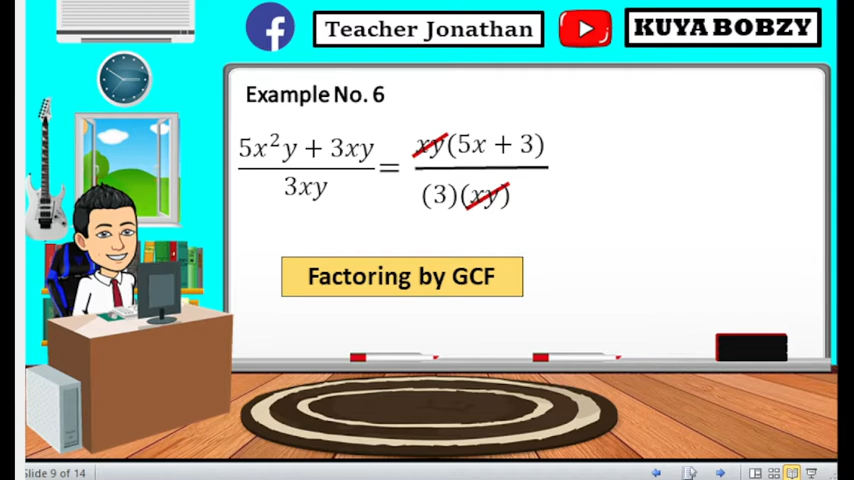 Teacher Jonathan
KUYA BOBZY
Example No. 6
5x²y + 3xy
3xy
=
xy(5x + 3)
(3)(xy)
Factoring by GCF
Slide 9 of 14